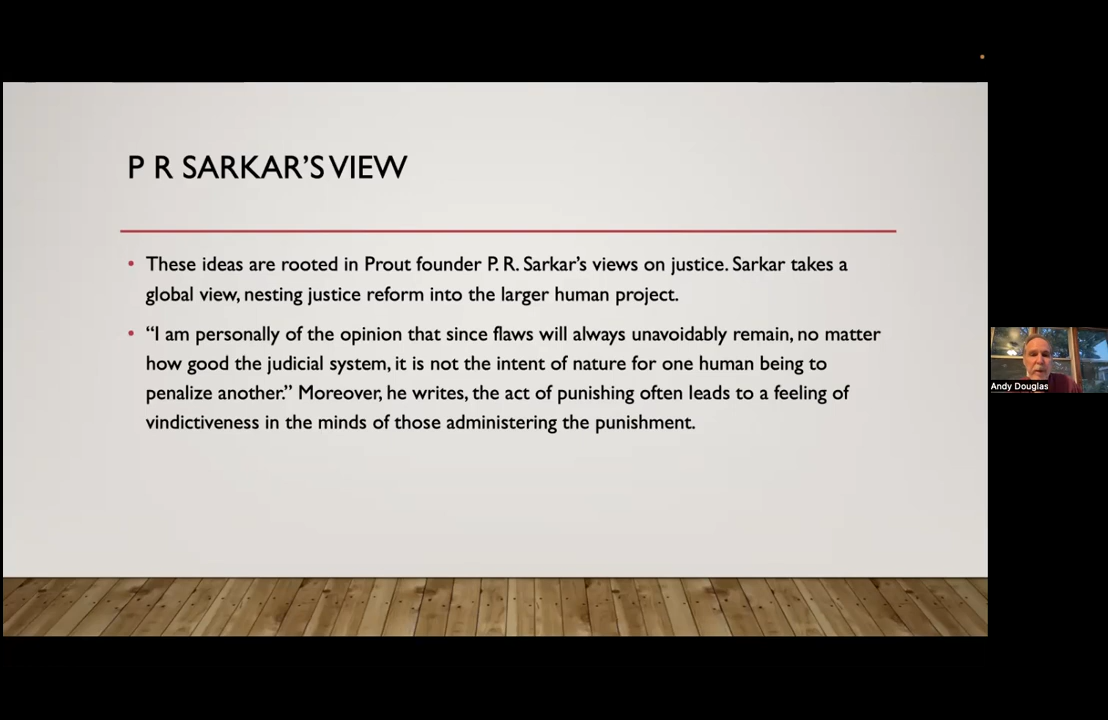 P R SARKAR’S VIEW
• These ideas are rooted in Prout founder P. R. Sarkar’s views on justice. Sarkar takes a
global view, nesting justice reform into the larger human project.
• “I am personally of the opinion that since flaws will always unavoidably remain, no matter
how good the judicial system, it is not the intent of nature for one human being to
penalize another.” Moreover, he writes, the act of punishing often leads to a feeling of
vindictiveness in the minds of those administering the punishment.
Andy Douglas